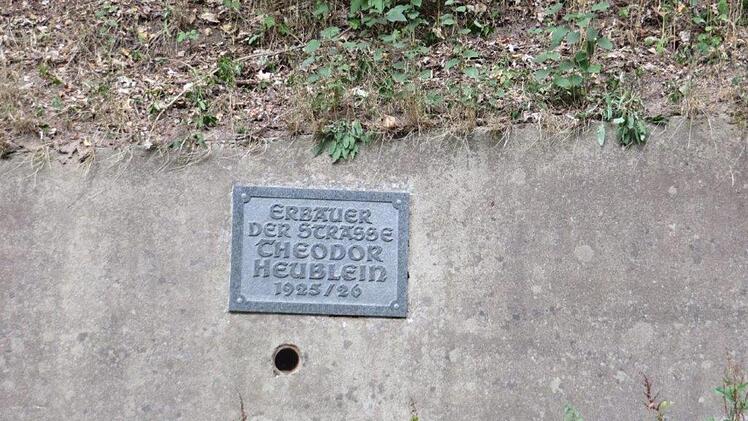 ERBAUER
DER STRASSE
THEODOR
HEUBLEIN
1925/26